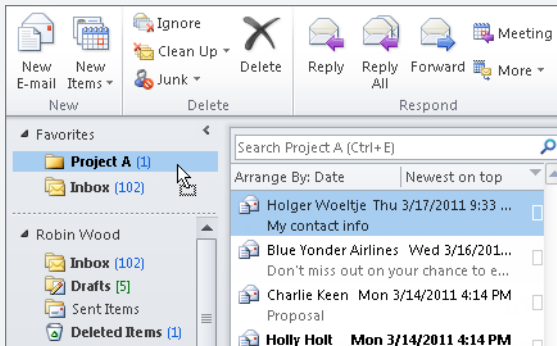 Ignore
Clean Up
Junk
New E-mail
New Items
Delete
Reply
Reply All
Forward
Meeting
More
New
Delete
Respond
Favorites
Project A (1)
Inbox (102)
Robin Wood
Inbox (102)
Drafts [5]
Sent Items
Deleted Items (1)
Search Project A (Ctrl+E)
Arrange By: Date
Newest on top
Holger Woeltje Thu 3/17/2011 9:33 ...
My contact info
Blue Yonder Airlines Wed 3/16/201...
Don't miss out on your chance to e...
Charlie Keen Mon 3/14/2011 4:14 PM
Proposal
Holly Holt Mon 3/14/2011 4:14 PM